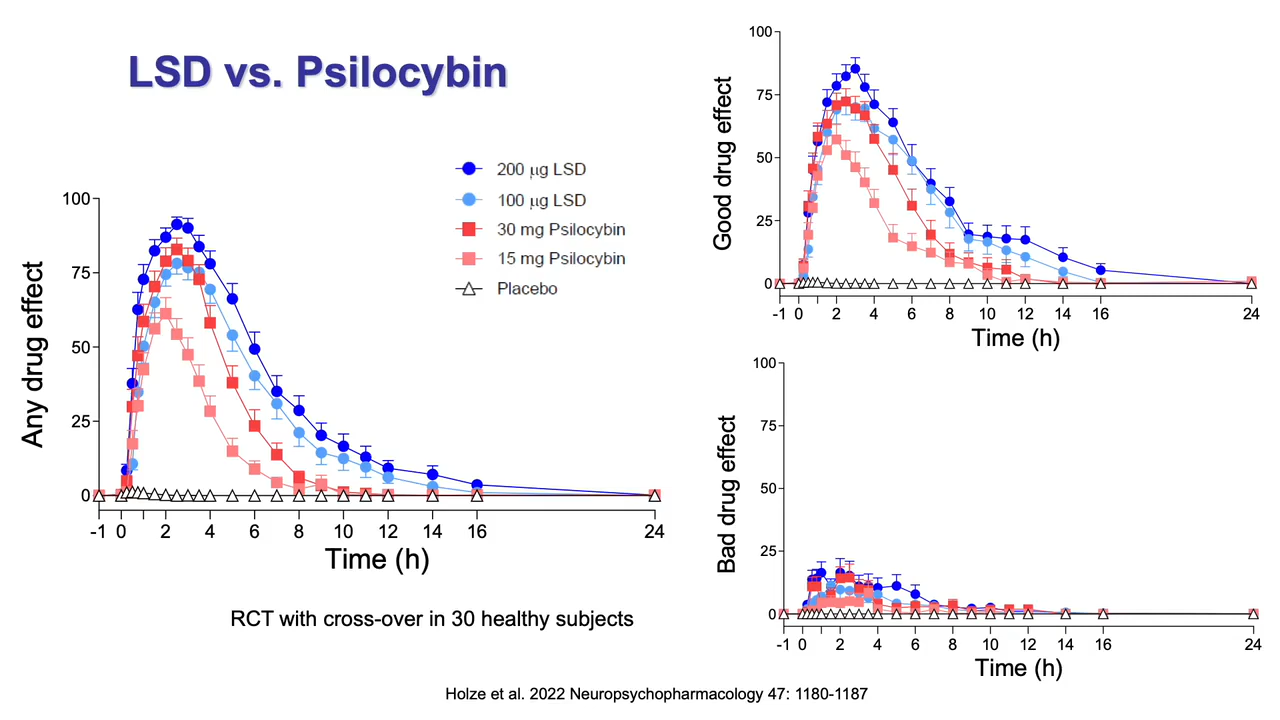 LSD vs. Psilocybin
200 µg LSD
100 µg LSD
30 mg Psilocybin
15 mg Psilocybin
Placebo
Any drug effect
100
75
50
25
0
-1 0 2 4 6 8 10 12 14 16 24
Time (h)
RCT with cross-over in 30 healthy subjects
Good drug effect
100
75
50
25
0
-1 0 2 4 6 8 10 12 14 16 24
Time (h)
Bad drug effect
100
75
50
25
0
-1 0 2 4 6 8 10 12 14 16 24
Time (h)
Holze et al. 2022 Neuropsychopharmacology 47: 1180-1187